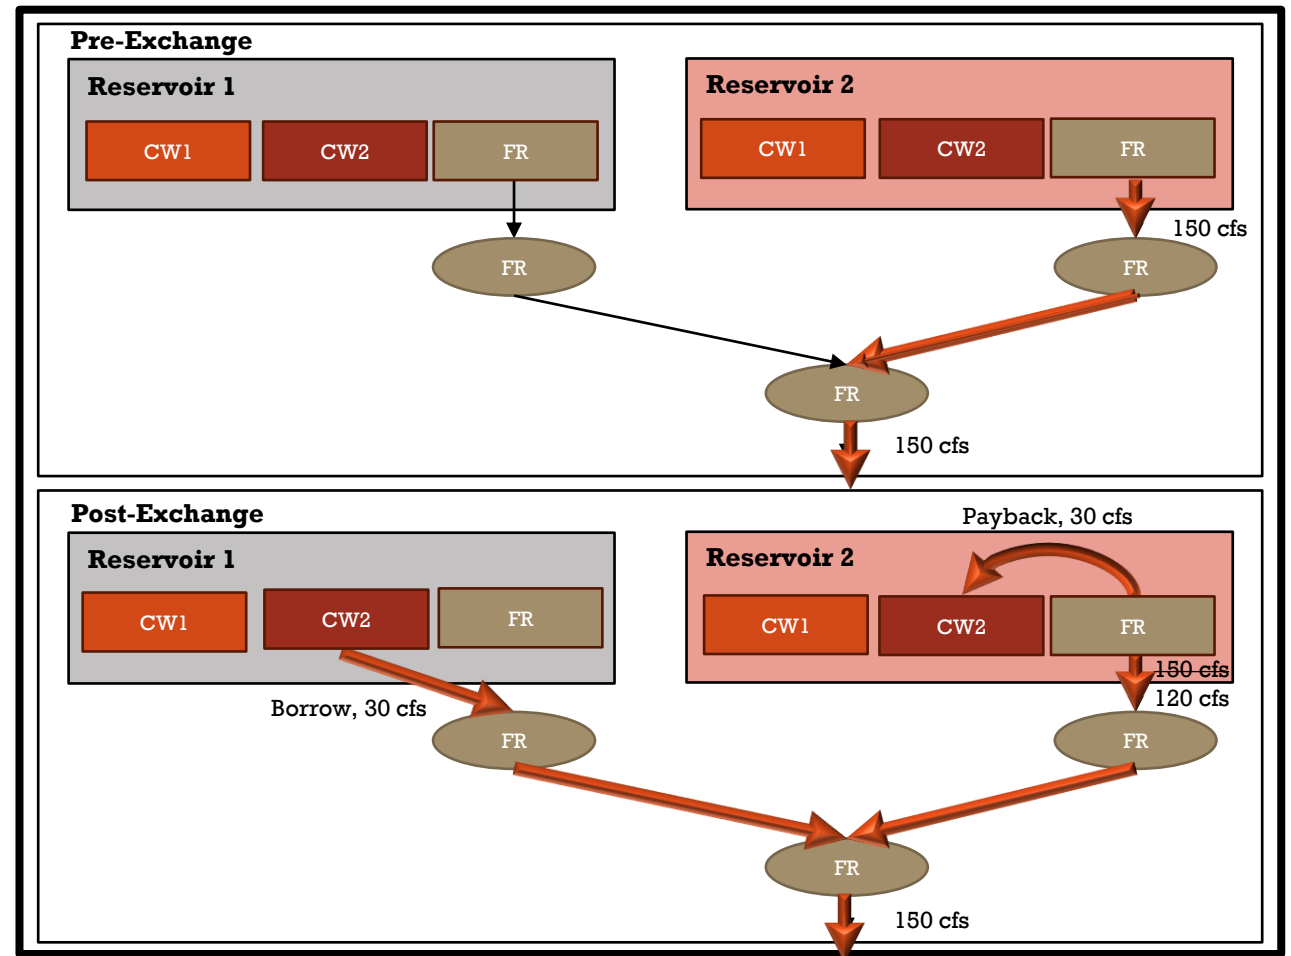 Pre-Exchange
Reservoir 1
CW1
CW2
FR
Reservoir 2
CW1
CW2
FR
150 cfs
FR
FR
FR
150 cfs
Post-Exchange
Payback, 30 cfs
Reservoir 1
CW1
CW2
FR
Reservoir 2
CW1
CW2
FR
150 cfs
120 cfs
Borrow, 30 cfs
FR
FR
FR
150 cfs